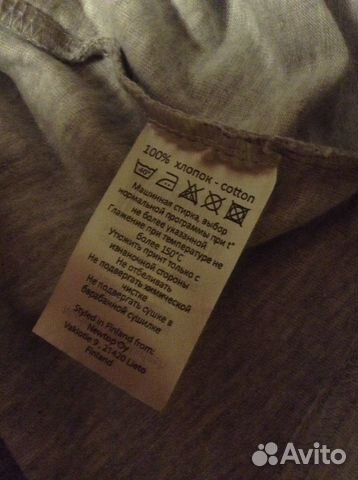 100% хлопок - cotton
40°
Машинная стирка, выбор
нормальной программы при t°
не более указанной
Глажение при температуре не
более 150°C
Утюжить принт только с
изнаночной стороны
Не отбеливать
Не подвергать химической
чистке
Не подвергать сушке в
барабанной сушилке
Styled in Finland from:
Newtop Oy
Vakiotie 9, 21420 Lieto
Finland
Avito